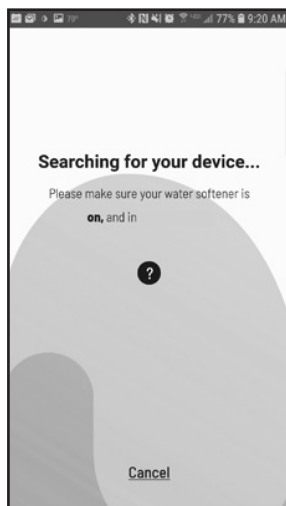 79° 77% 9:20 AM
Searching for your device...
Please make sure your water softener is
on, and in
?
Cancel